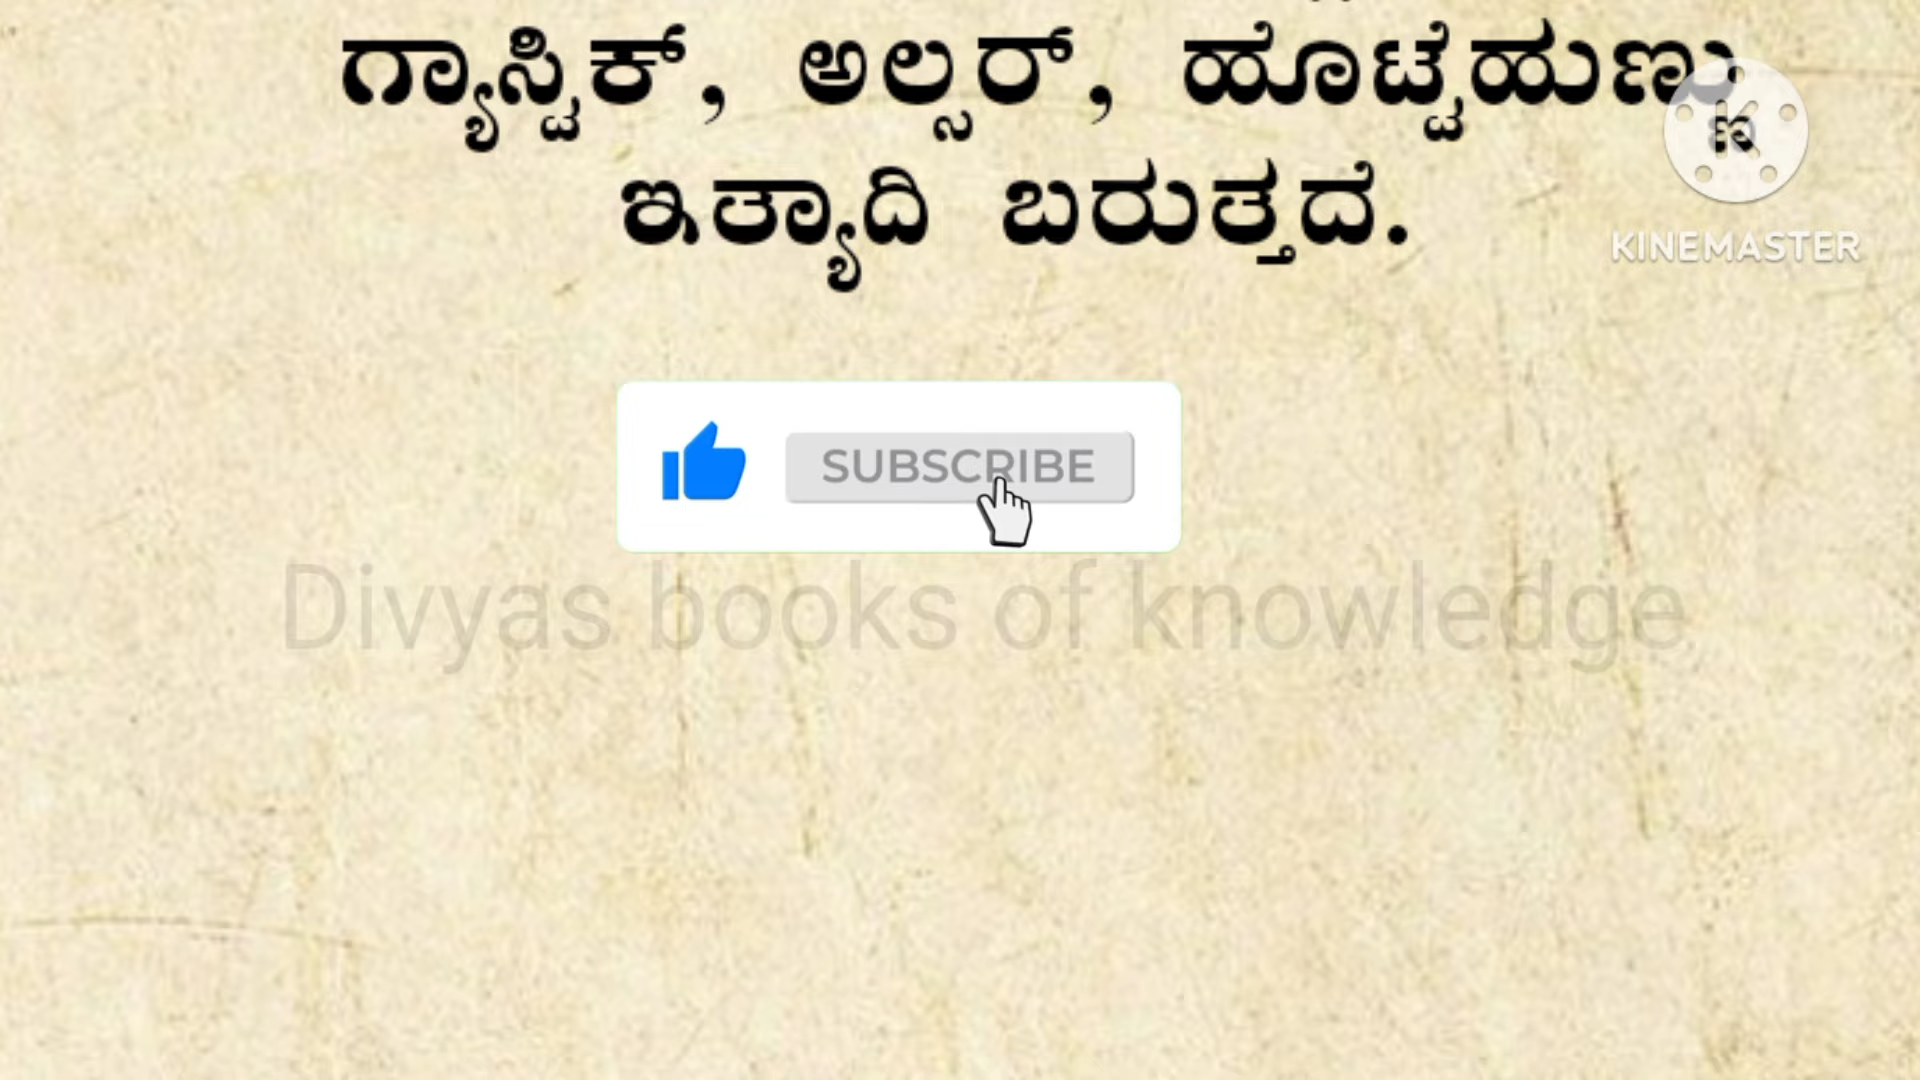 ಗ್ಯಾಸ್ಟಿಕ್, ಅಲ್ಸರ್, ಹೊಟ್ಟೆಹುಣ್ಣು
ಇತ್ಯಾದಿ ಬರುತ್ತದೆ.
K
KINEMASTER
SUBSCRIBE
Divyas books of knowledge